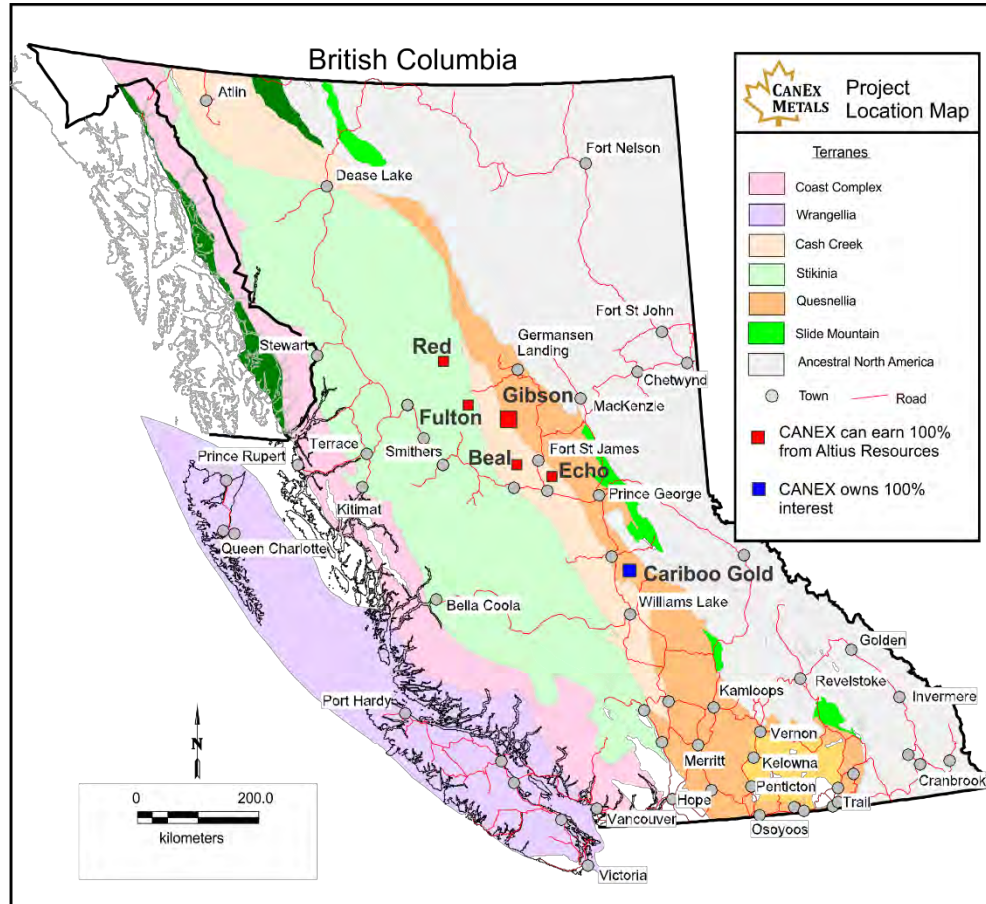 British Columbia
CANEX
METALS
Project
Location Map
Terranes
Coast Complex
Wrangellia
Cash Creek
Stikinia
Quesnellia
Slide Mountain
Ancestral North America
Town
Road
CANEX can earn 100%
from Altius Resources
CANEX owns 100%
interest
Atlin
Fort Nelson
Dease Lake
Fort St John
Stewart
Red
Germansen
Landing
Chetwynd
Gibson
MacKenzie
Fulton
Terrace
Smithers
Beal
Fort St James
Echo
Prince Rupert
Prince George
Kitimat
Queen Charlotte
Cariboo Gold
Bella Coola
Williams Lake
Golden
Revelstoke
Invermere
Kamloops
Port Hardy
Vernon
Merritt
Kelowna
Cranbrook
Penticton
Hope
Trail
Vancouver
Osoyoos
Victoria
N
0
200.0
kilometers